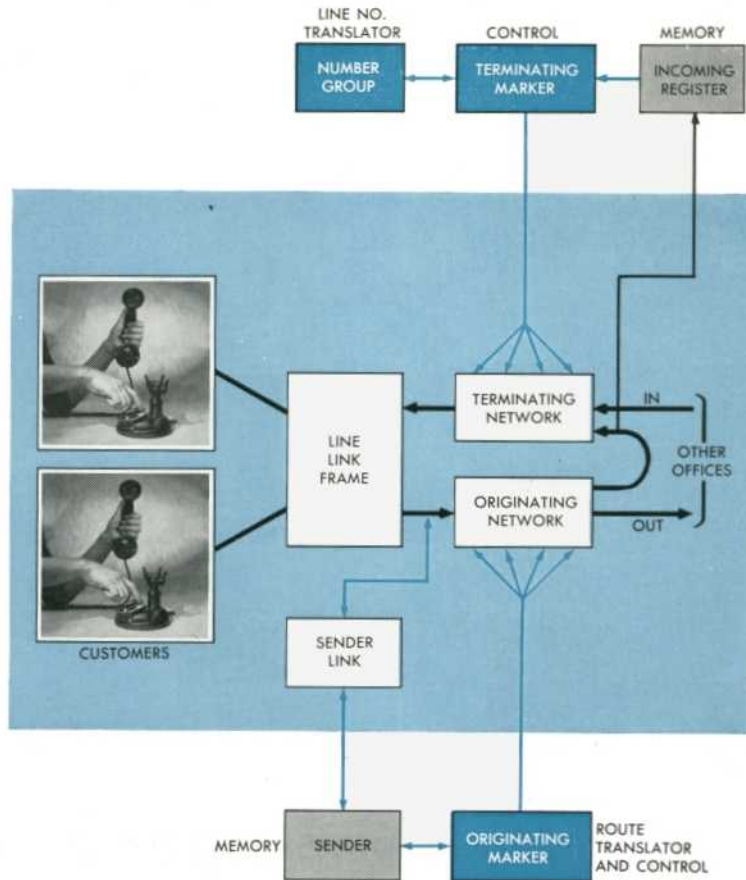 LINE NO.
TRANSLATOR
NUMBER
GROUP
CONTROL
TERMINATING
MARKER
MEMORY
INCOMING
REGISTER
TERMINATING
NETWORK
IN
LINE
LINK
FRAME
OTHER
OFFICES
ORIGINATING
NETWORK
OUT
CUSTOMERS
SENDER
LINK
MEMORY
SENDER
ORIGINATING
MARKER
ROUTE
TRANSLATOR
AND CONTROL